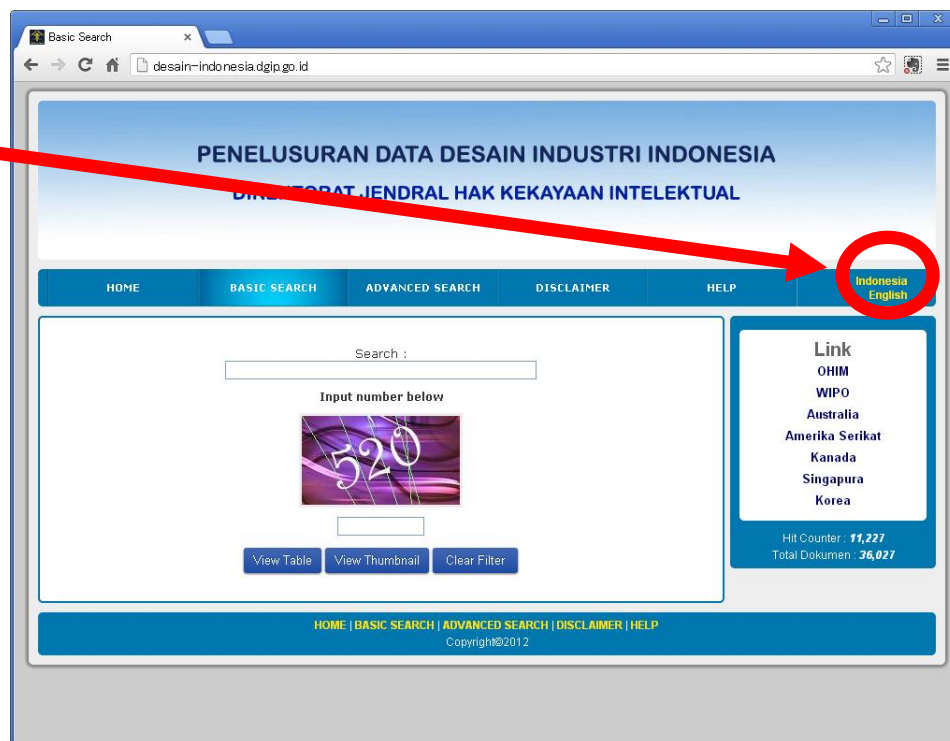 Basic Search
desain-indonesia.dgip.go.id
PENELUSURAN DATA DESAIN INDUSTRI INDONESIA
JENDRAL HAK KEKAYAAN INTELEKTUAL
HOME BASIC SEARCH ADVANCED SEARCH DISCLAIMER HELP
Indonesia
English
Search :
Input number below
520
View Table View Thumbnail Clear Filter
Link
OHIM
WIPO
Australia
Amerika Serikat
Kanada
Singapura
Korea
Hit Counter : 11,227
Total Dokumen : 36,027
HOME | BASIC SEARCH | ADVANCED SEARCH | DISCLAIMER | HELP
Copyright©2012